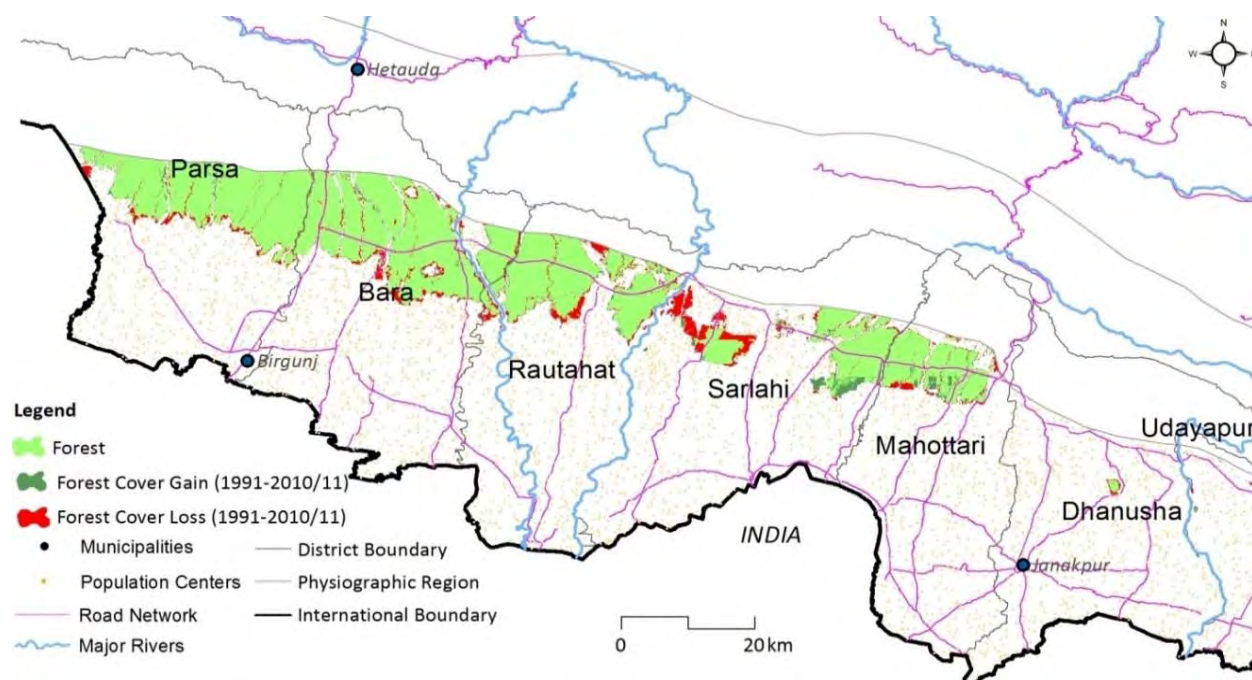 N
W
S
Hetauda
Parsa
Bara
Birgunj
Rautahat
Sarlahi
Mahottari
Udayapur
Dhanusha
INDIA
Janakpur
Legend
Forest
Forest Cover Gain (1991-2010/11)
Forest Cover Loss (1991-2010/11)
Municipalities
Population Centers
Road Network
Major Rivers
District Boundary
Physiographic Region
International Boundary
0 20 km